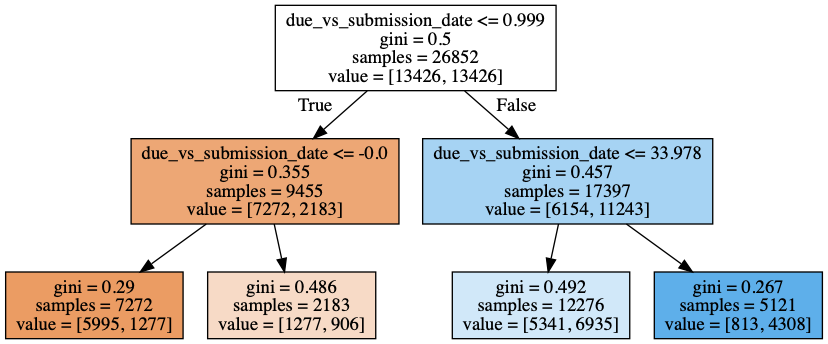 due_vs_submission_date <= 0.999
gini = 0.5
samples = 26852
value = [13426, 13426]
True
False
due_vs_submission_date <= -0.0
gini = 0.355
samples = 9455
value = [7272, 2183]
due_vs_submission_date <= 33.978
gini = 0.457
samples = 17397
value = [6154, 11243]
gini = 0.29
samples = 7272
value = [5995, 1277]
gini = 0.486
samples = 2183
value = [1277, 906]
gini = 0.492
samples = 12276
value = [5341, 6935]
gini = 0.267
samples = 5121
value = [813, 4308]